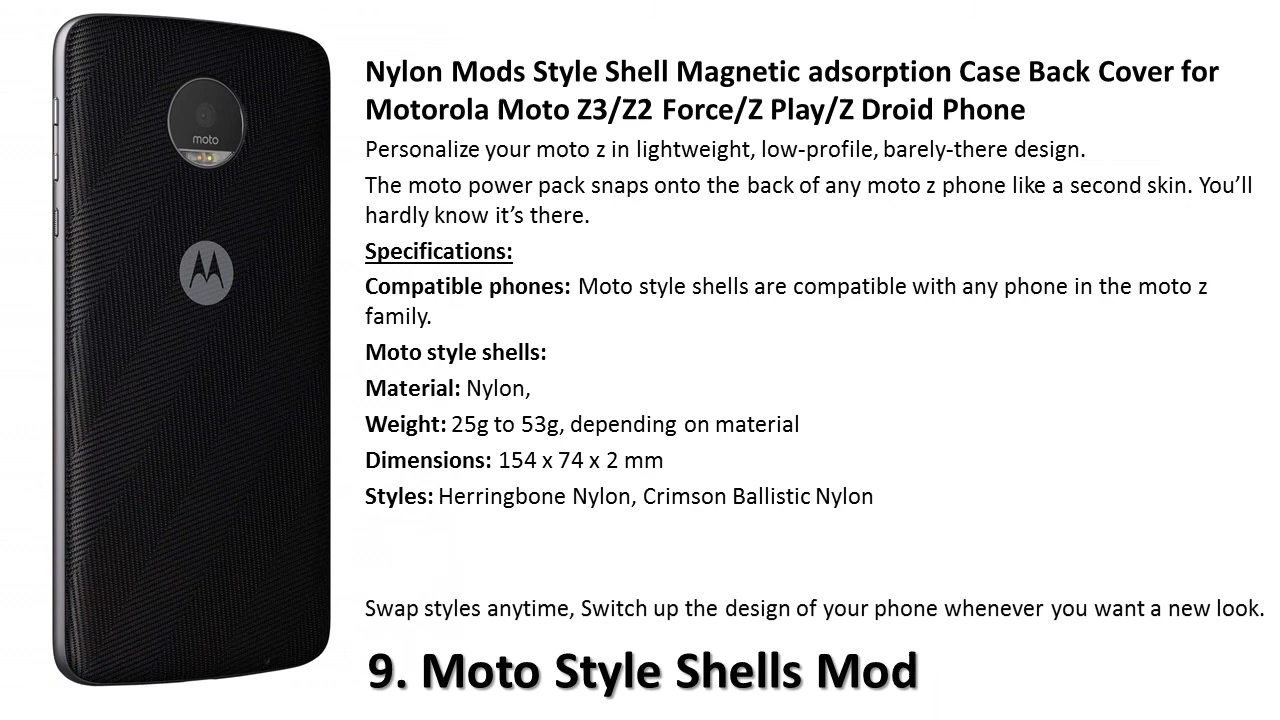 moto
Nylon Mods Style Shell Magnetic adsorption Case Back Cover for
Motorola Moto Z3/Z2 Force/Z Play/Z Droid Phone
Personalize your moto z in lightweight, low-profile, barely-there design.
The moto power pack snaps onto the back of any moto z phone like a second skin. You’ll
hardly know it’s there.
Specifications:
Compatible phones: Moto style shells are compatible with any phone in the moto z
family.
Moto style shells:
Material: Nylon,
Weight: 25g to 53g, depending on material
Dimensions: 154 x 74 x 2 mm
Styles: Herringbone Nylon, Crimson Ballistic Nylon
Swap styles anytime, Switch up the design of your phone whenever you want a new look.
9. Moto Style Shells Mod